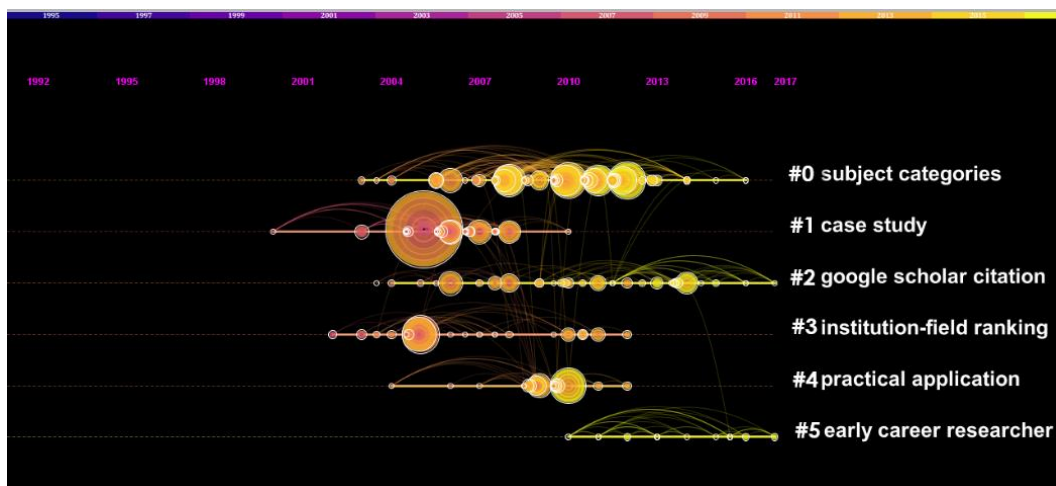 1995 1997 1999 2001 2003 2005 2007 2009 2011 2013 2015
1992 1995 1998 2001 2004 2007 2010 2013 2016 2017
#0 subject categories
#1 case study
#2 google scholar citation
#3 institution-field ranking
#4 practical application
#5 early career researcher